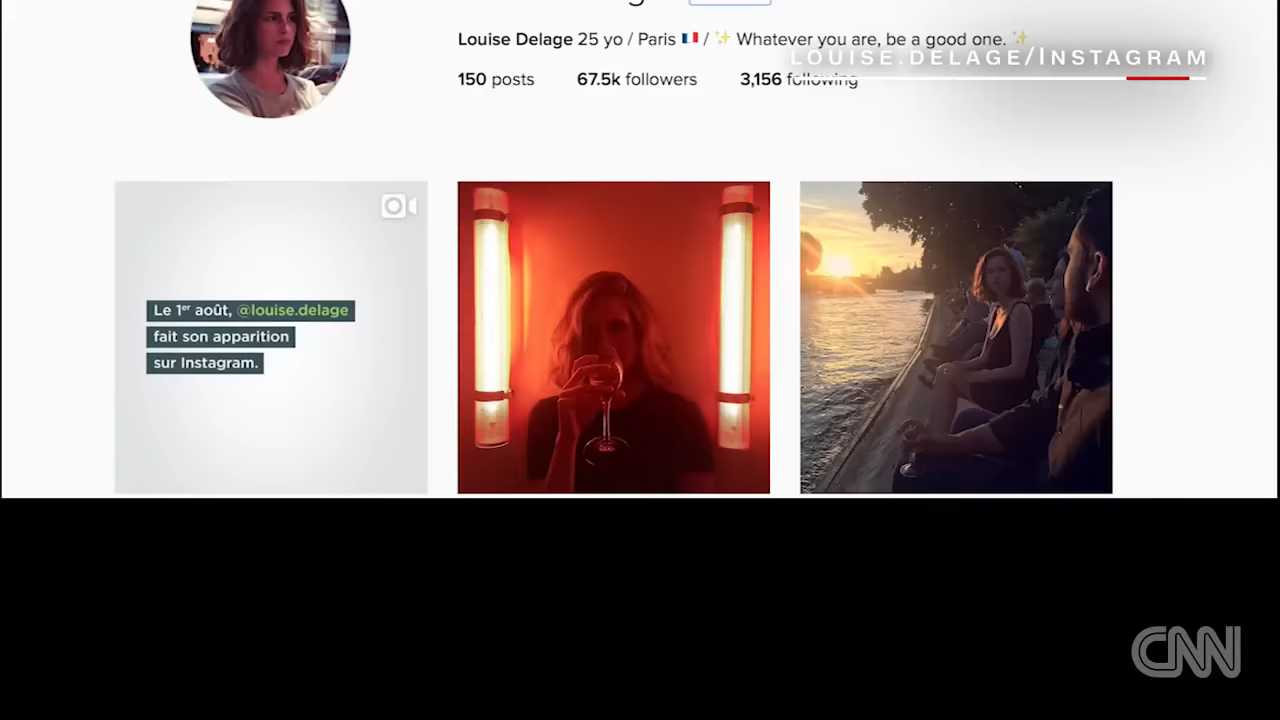 Louise Delage 25 yo / Paris 🇫🇷 / ✨ Whatever you are, be a good one. ✨
LOUISE.DELAGE/INSTAGRAM
150 posts 67.5k followers 3,156 following
Le 1er août, @louise.delage
fait son apparition
sur Instagram.
CNN